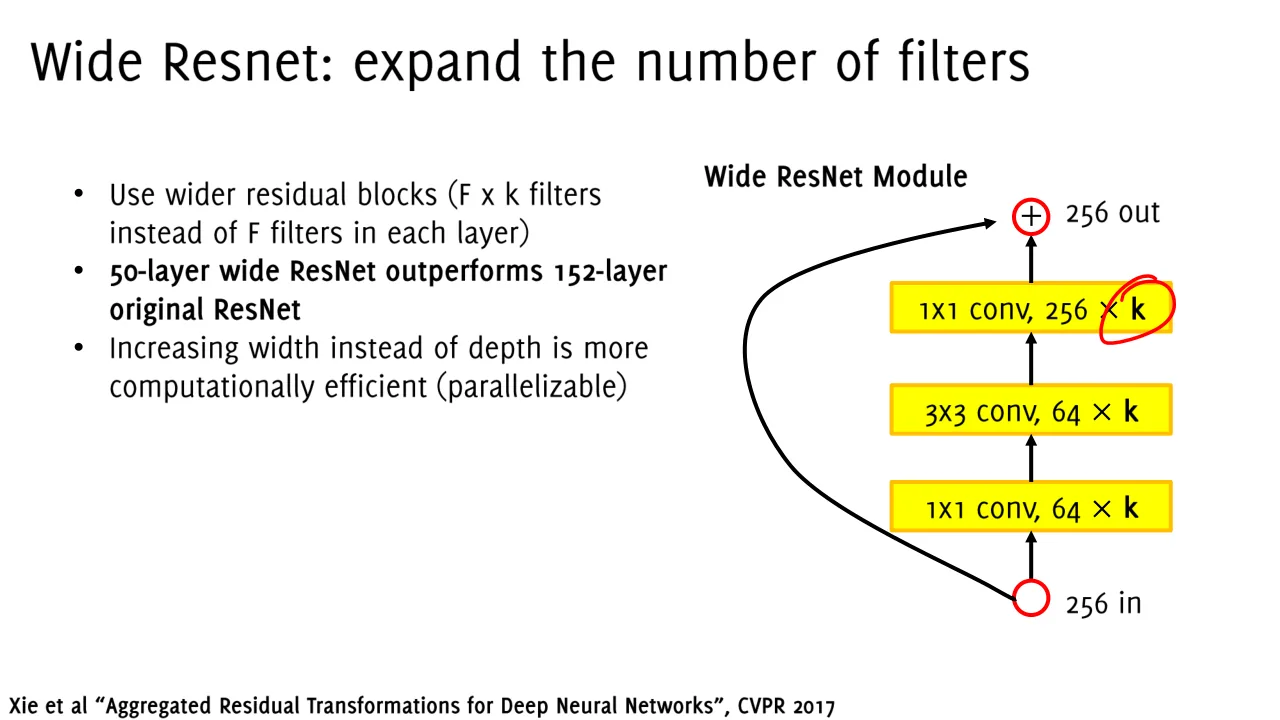 Wide Resnet: expand the number of filters
• Use wider residual blocks (F x k filters
instead of F filters in each layer)
• 50-layer wide ResNet outperforms 152-layer
original ResNet
• Increasing width instead of depth is more
computationally efficient (parallelizable)
Wide ResNet Module
+ 256 out
1x1 conv, 256 × k
3x3 conv, 64 × k
1x1 conv, 64 × k
256 in
Xie et al “Aggregated Residual Transformations for Deep Neural Networks”, CVPR 2017